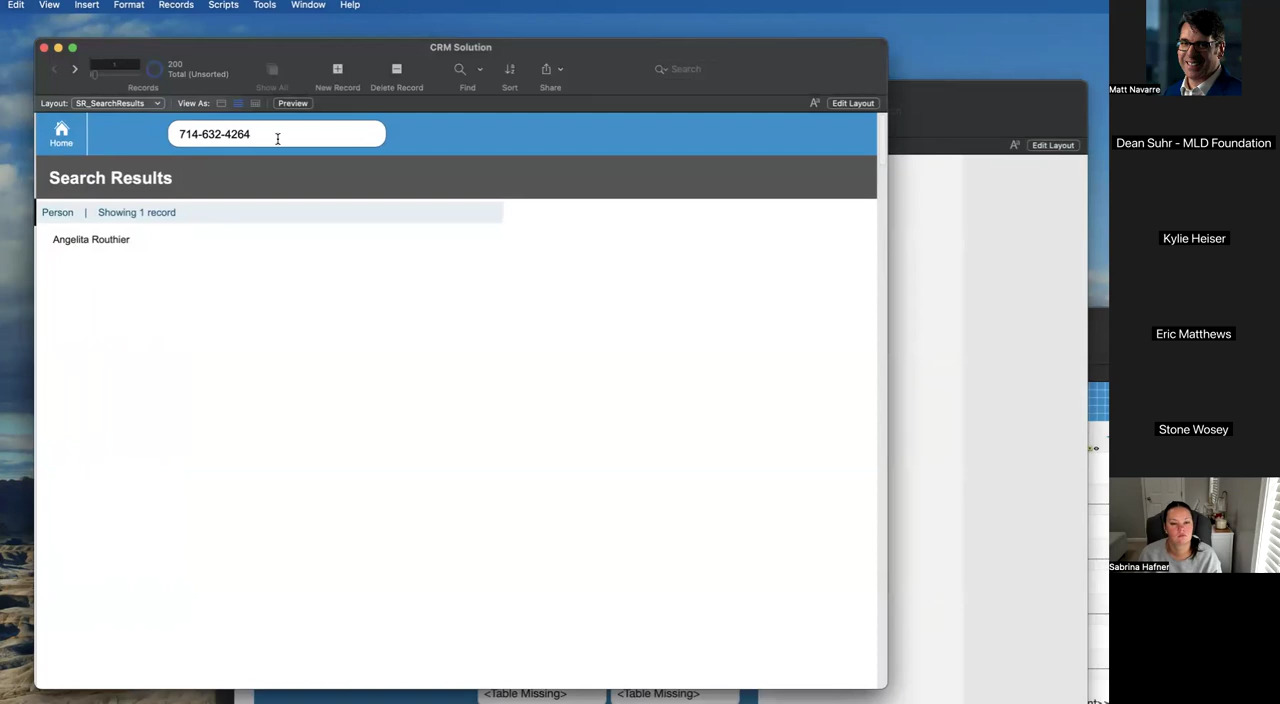 Edit View Insert Format Records Scripts Tools Window Help
CRM Solution
1
200
Total (Unsorted)
Search
Records
Show All
New Record
Delete Record
Find
Sort
Share
Layout: SR_SearchResults View As: Preview
Edit Layout
Home
714-632-4264
Search Results
Person | Showing 1 record
Angelita Routhier
Edit Layout
<Table Missing> <Table Missing>
Matt Navarre
Dean Suhr - MLD Foundation
Kylie Heiser
Eric Matthews
Stone Wosey
Sabrina Hafner